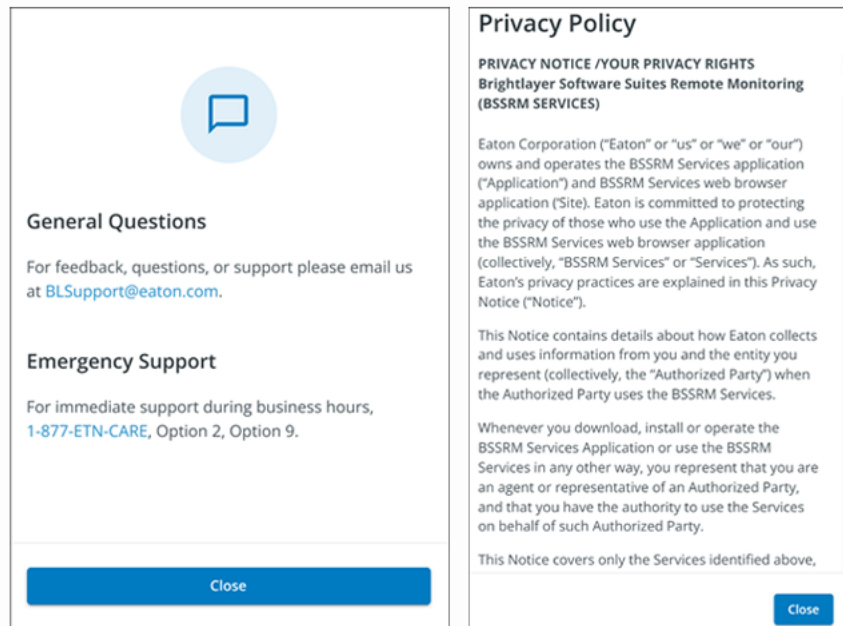 General Questions
For feedback, questions, or support please email us
at BLSupport@eaton.com.
Emergency Support
For immediate support during business hours,
1-877-ETN-CARE, Option 2, Option 9.
Close
Privacy Policy
PRIVACY NOTICE /YOUR PRIVACY RIGHTS
Brightlayer Software Suites Remote Monitoring
(BSSRM SERVICES)
Eaton Corporation (“Eaton” or “us” or “we” or “our”)
owns and operates the BSSRM Services application
(“Application”) and BSSRM Services web browser
application (‘Site). Eaton is committed to protecting
the privacy of those who use the Application and use
the BSSRM Services web browser application
(collectively, “BSSRM Services” or “Services”). As such,
Eaton’s privacy practices are explained in this Privacy
Notice (“Notice”).
This Notice contains details about how Eaton collects
and uses information from you and the entity you
represent (collectively, the “Authorized Party”) when
the Authorized Party uses the BSSRM Services.
Whenever you download, install or operate the
BSSRM Services Application or use the BSSRM
Services in any other way, you represent that you are
an agent or representative of an Authorized Party,
and that you have the authority to use the Services
on behalf of such Authorized Party.
This Notice covers only the Services identified above,
Close